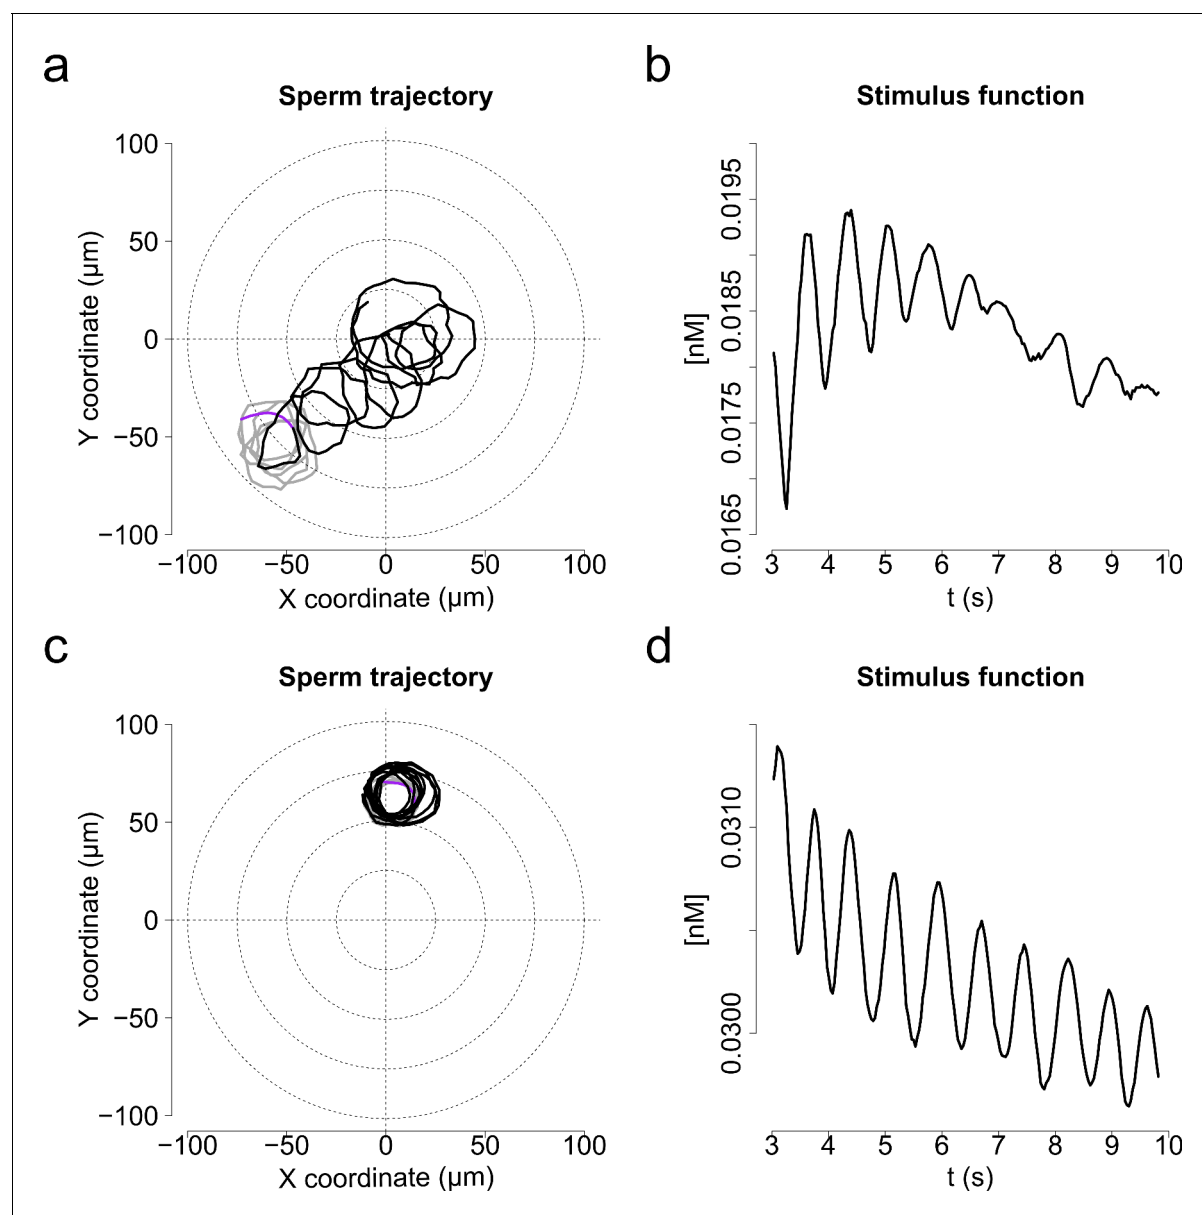 a
Sperm trajectory
100
50
0
−50
−100
Y coordinate (µm)
−100 −50 0 50 100
X coordinate (µm)
b
Stimulus function
0.0195
0.0185
0.0175
0.0165
[nM]
3 4 5 6 7 8 9 10
t (s)
c
Sperm trajectory
100
50
0
−50
−100
Y coordinate (µm)
−100 −50 0 50 100
X coordinate (µm)
d
Stimulus function
0.0310
0.0300
[nM]
3 4 5 6 7 8 9 10
t (s)